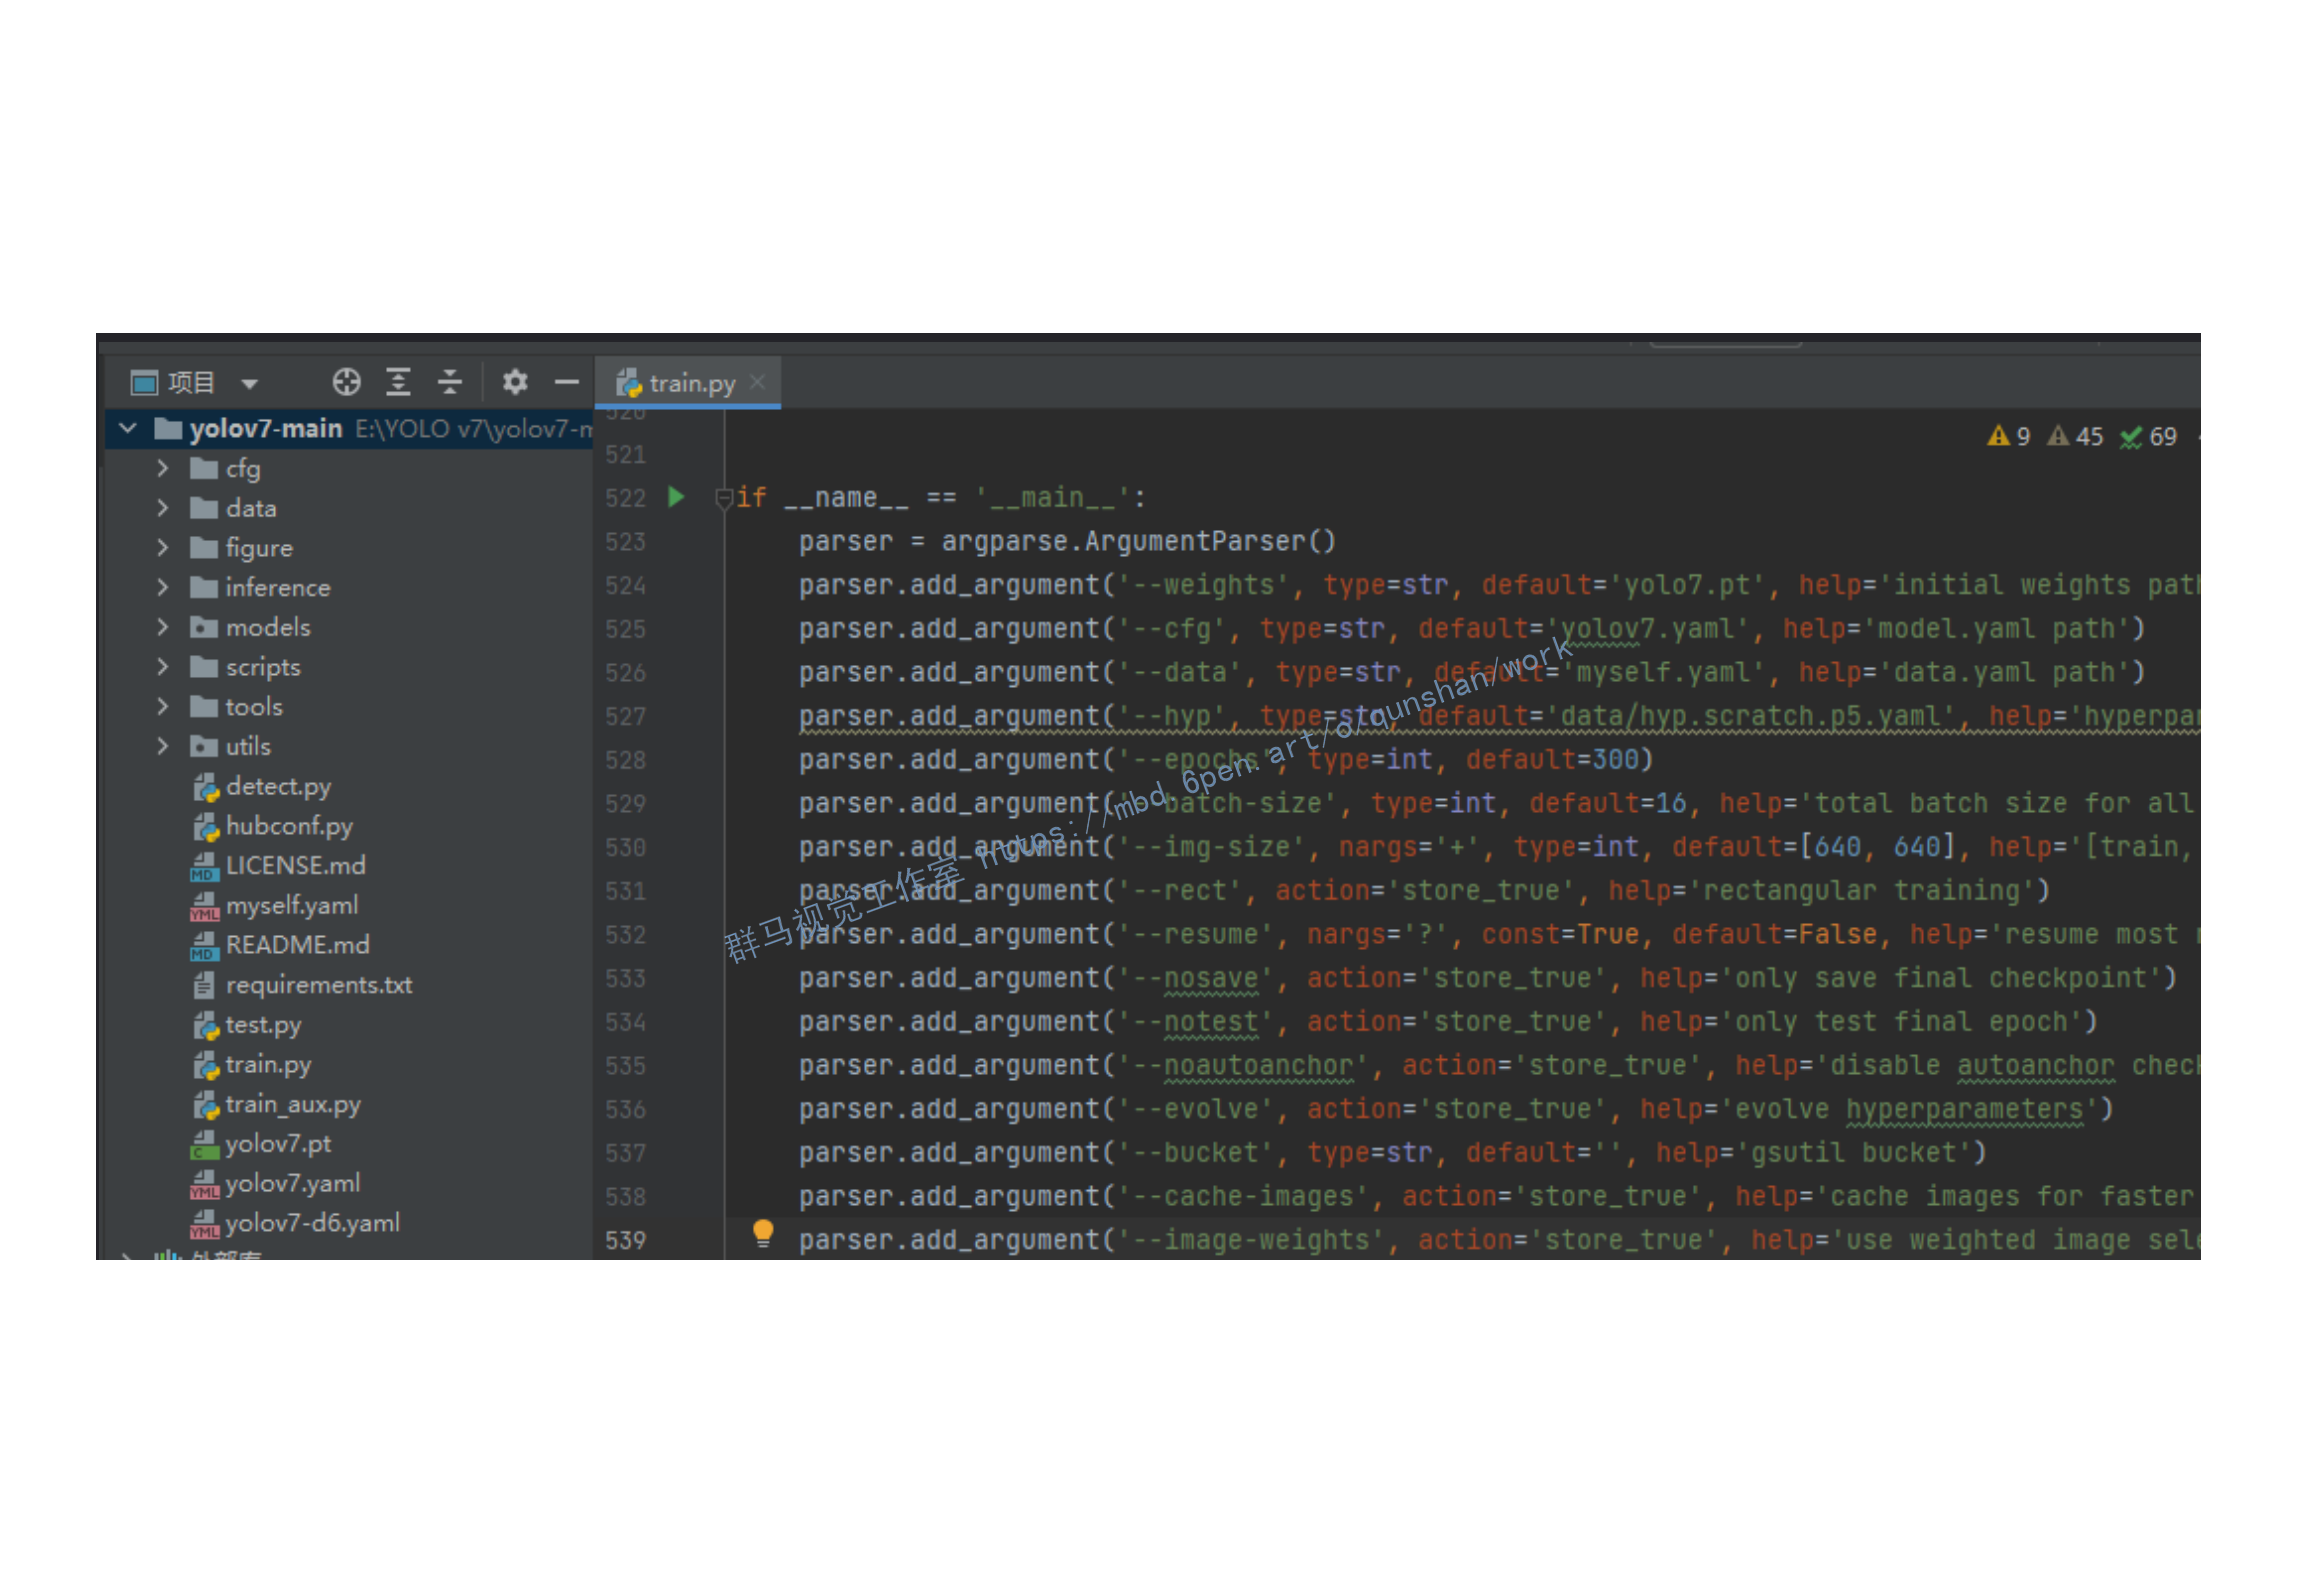 项目
train.py
yolov7-main E:\YOLO v7\yolov7-m
cfg
data
figure
inference
models
scripts
tools
utils
detect.py
hubconf.py
LICENSE.md
myself.yaml
README.md
requirements.txt
test.py
train.py
train_aux.py
yolov7.pt
yolov7.yaml
yolov7-d6.yaml
外部库
9 45 69
520
521
522 if __name__ == '__main__':
523 parser = argparse.ArgumentParser()
524 parser.add_argument('--weights', type=str, default='yolo7.pt', help='initial weights path
525 parser.add_argument('--cfg', type=str, default='yolov7.yaml', help='model.yaml path')
526 parser.add_argument('--data', type=str, default='myself.yaml', help='data.yaml path')
527 parser.add_argument('--hyp', type=str, default='data/hyp.scratch.p5.yaml', help='hyperpar
528 parser.add_argument('--epochs', type=int, default=300)
529 parser.add_argument('--batch-size', type=int, default=16, help='total batch size for all
530 parser.add_argument('--img-size', nargs='+', type=int, default=[640, 640], help='[train,
531 parser.add_argument('--rect', action='store_true', help='rectangular training')
532 parser.add_argument('--resume', nargs='?', const=True, default=False, help='resume most
533 parser.add_argument('--nosave', action='store_true', help='only save final checkpoint')
534 parser.add_argument('--notest', action='store_true', help='only test final epoch')
535 parser.add_argument('--noautoanchor', action='store_true', help='disable autoanchor check
536 parser.add_argument('--evolve', action='store_true', help='evolve hyperparameters')
537 parser.add_argument('--bucket', type=str, default='', help='gsutil bucket')
538 parser.add_argument('--cache-images', action='store_true', help='cache images for faster
539 parser.add_argument('--image-weights', action='store_true', help='use weighted image sele
群马视觉工作室 https://mbd.6pen.art/o/qunshan/work